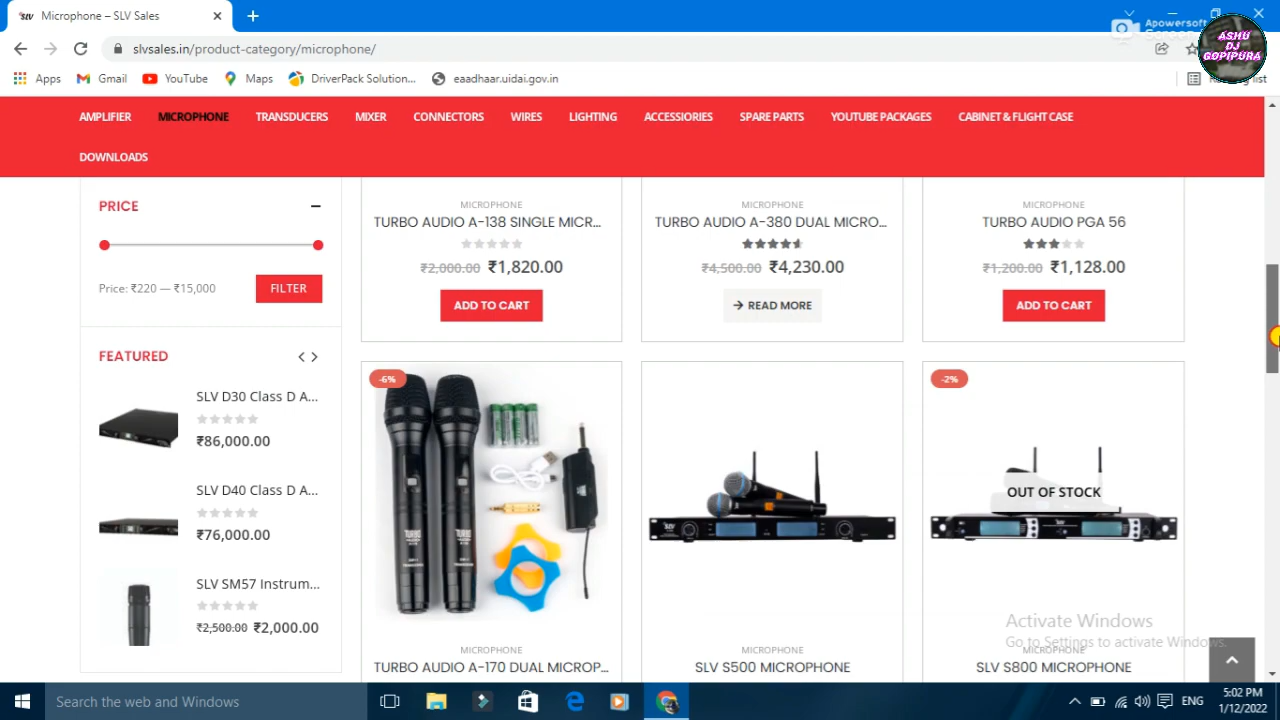 SLV
Microphone – SLV Sales
Apowersoft
ASHU
DJ
GOPIPURA
slvsales.in/product-category/microphone/
Apps
Gmail
YouTube
Maps
DriverPack Solution...
eaadhaar.uidai.gov.in
list
AMPLIFIER
MICROPHONE
TRANSDUCERS
MIXER
CONNECTORS
WIRES
LIGHTING
ACCESSIORIES
SPARE PARTS
YOUTUBE PACKAGES
CABINET & FLIGHT CASE
DOWNLOADS
PRICE
Price: ₹220 — ₹15,000
FILTER
FEATURED
SLV D30 Class D A...
₹86,000.00
SLV D40 Class D A...
₹76,000.00
SLV SM57 Instrum...
₹2,500.00 ₹2,000.00
MICROPHONE
TURBO AUDIO A-138 SINGLE MICR...
₹2,000.00 ₹1,820.00
ADD TO CART
MICROPHONE
TURBO AUDIO A-380 DUAL MICRO...
₹4,500.00 ₹4,230.00
→ READ MORE
MICROPHONE
TURBO AUDIO PGA 56
₹1,200.00 ₹1,128.00
ADD TO CART
-6%
TURBO
TURBO
MICROPHONE
TURBO AUDIO A-170 DUAL MICROP...
SLV
MICROPHONE
SLV S500 MICROPHONE
-2%
OUT OF STOCK
MICROPHONE
SLV S800 MICROPHONE
Activate Windows
Go to Settings to activate Windows.
Search the web and Windows
ENG
5:02 PM
1/12/2022